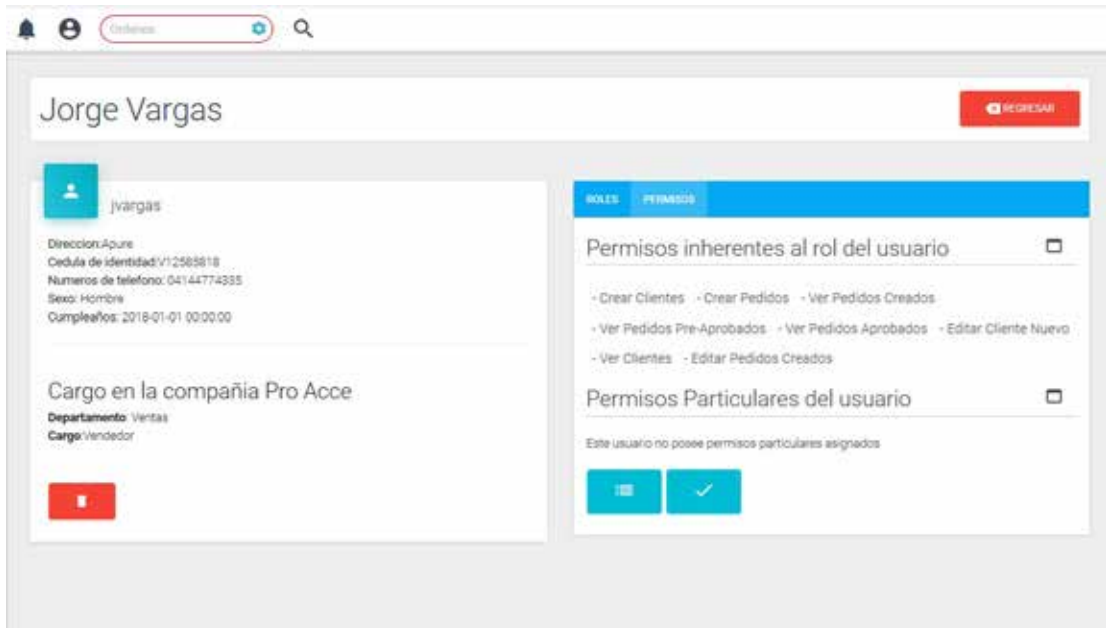 Ordenes
Jorge Vargas
REGRESAR
jvargas
Direccion:Apure
Cedula de identidad:V12585818
Numeros de telefono: 04144774335
Sexo: Hombre
Cumpleaños: 2018-01-01 00:00:00
Cargo en la compañia Pro Acce
Departamento: Ventas
Cargo:Vendedor
ROLES PERMISOS
Permisos inherentes al rol del usuario
- Crear Clientes - Crear Pedidos - Ver Pedidos Creados
- Ver Pedidos Pre-Aprobados - Ver Pedidos Aprobados - Editar Cliente Nuevo
- Ver Clientes - Editar Pedidos Creados
Permisos Particulares del usuario
Este usuario no posee permisos particulares asignados